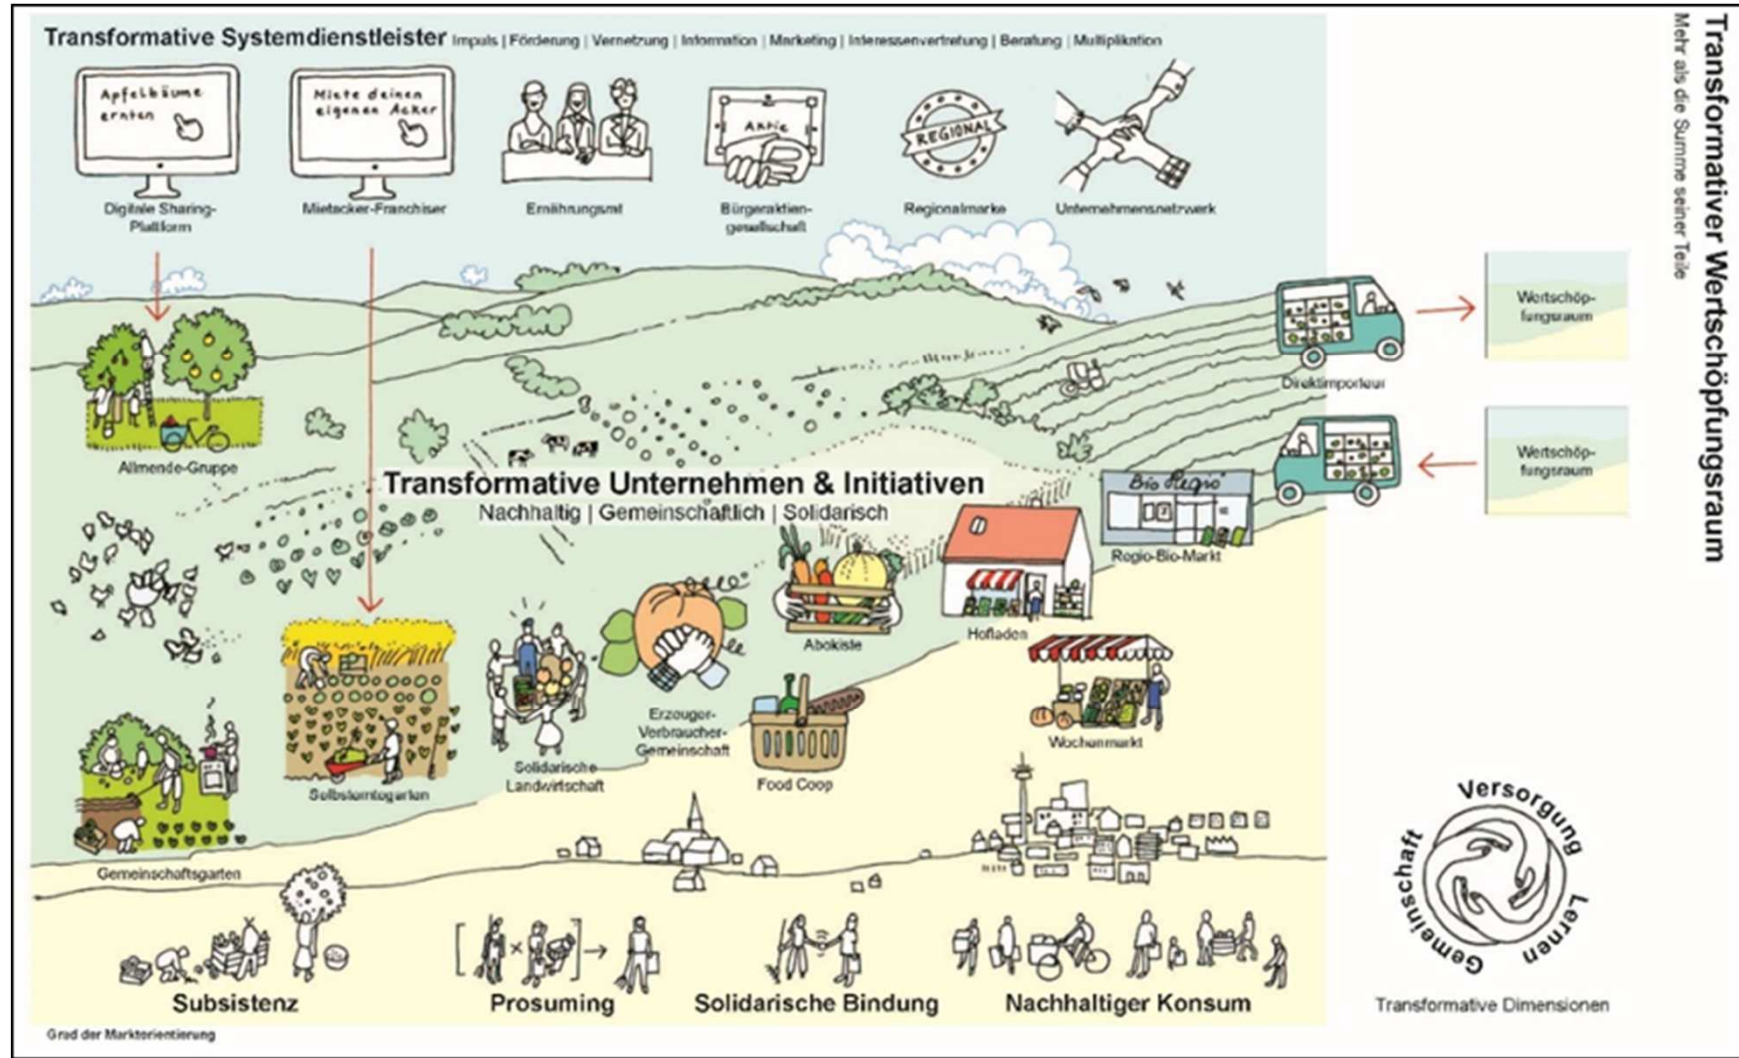 Transformative Systemdienstleister Impuls | Förderung | Vernetzung | Information | Marketing | Interessenvertretung | Beratung | Multiplikation
Apfelbäume
ernten
Miete deinen
eigenen Acker
Aktie
REGIONAL
Digitale Sharing-
Plattform
Mietacker-Franchiser
Ernährungsrat
Bürgeraktien-
gesellschaft
Regionalmarke
Unternehmensnetzwerk
Transformativer Wertschöpfungsraum
Mehr als die Summe seiner Teile
Wertschöp-
fungsraum
Direktimporteur
Allmende-Gruppe
Wertschöp-
fungsraum
Transformative Unternehmen & Initiativen
Nachhaltig | Gemeinschaftlich | Solidarisch
Bio Regio
Regio-Bio-Markt
Hofladen
Abokiste
Erzeuger-
Verbraucher-
Gemeinschaft
Wochenmarkt
Solidarische
Landwirtschaft
Food Coop
Selbsterntegarten
Gemeinschaftsgarten
Versorgung
Lernen
Gemeinschaft
Transformative Dimensionen
Subsistenz
Prosuming
Solidarische Bindung
Nachhaltiger Konsum
Grad der Marktorientierung